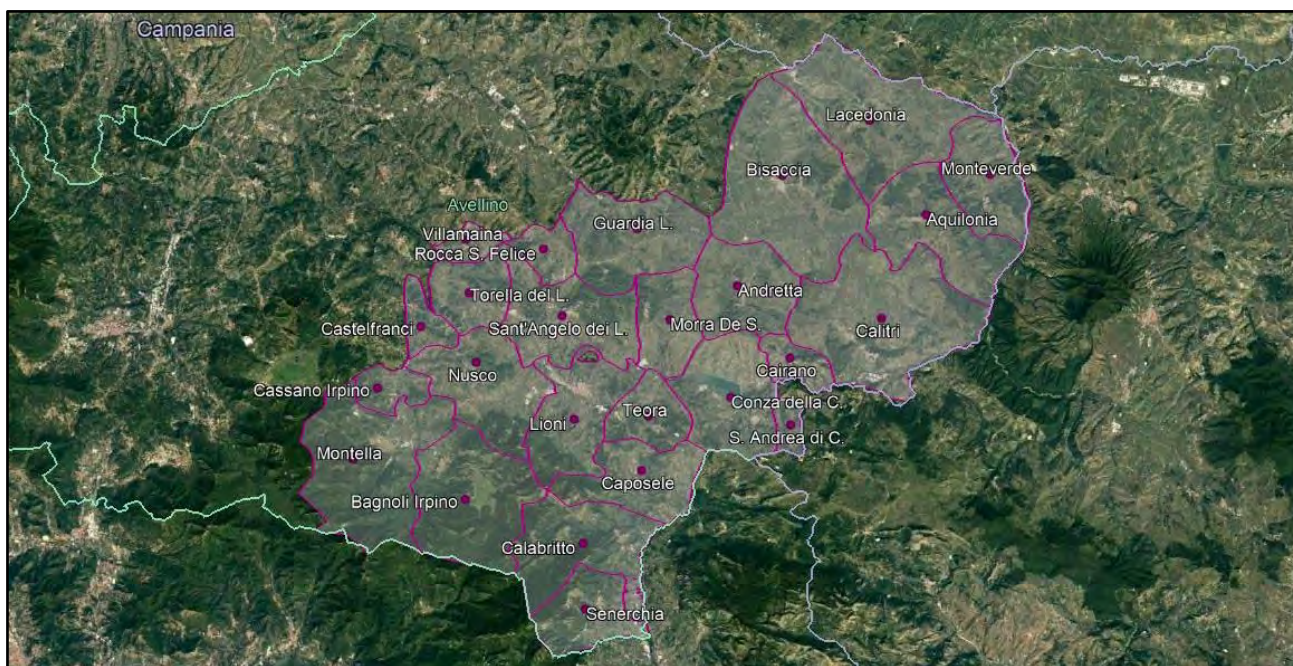 Campania
Lacedonia
Bisaccia
Monteverde
Avellino
Aquilonia
Guardia L.
Villamaina
Rocca S. Felice
Torella del L.
Andretta
Castelfranci
Sant'Angelo dei L.
Morra De S.
Calitri
Cairano
Nusco
Cassano Irpino
Conza della C.
Teora
Lioni
S. Andrea di C.
Montella
Caposele
Bagnoli Irpino
Calabritto
Senerchia